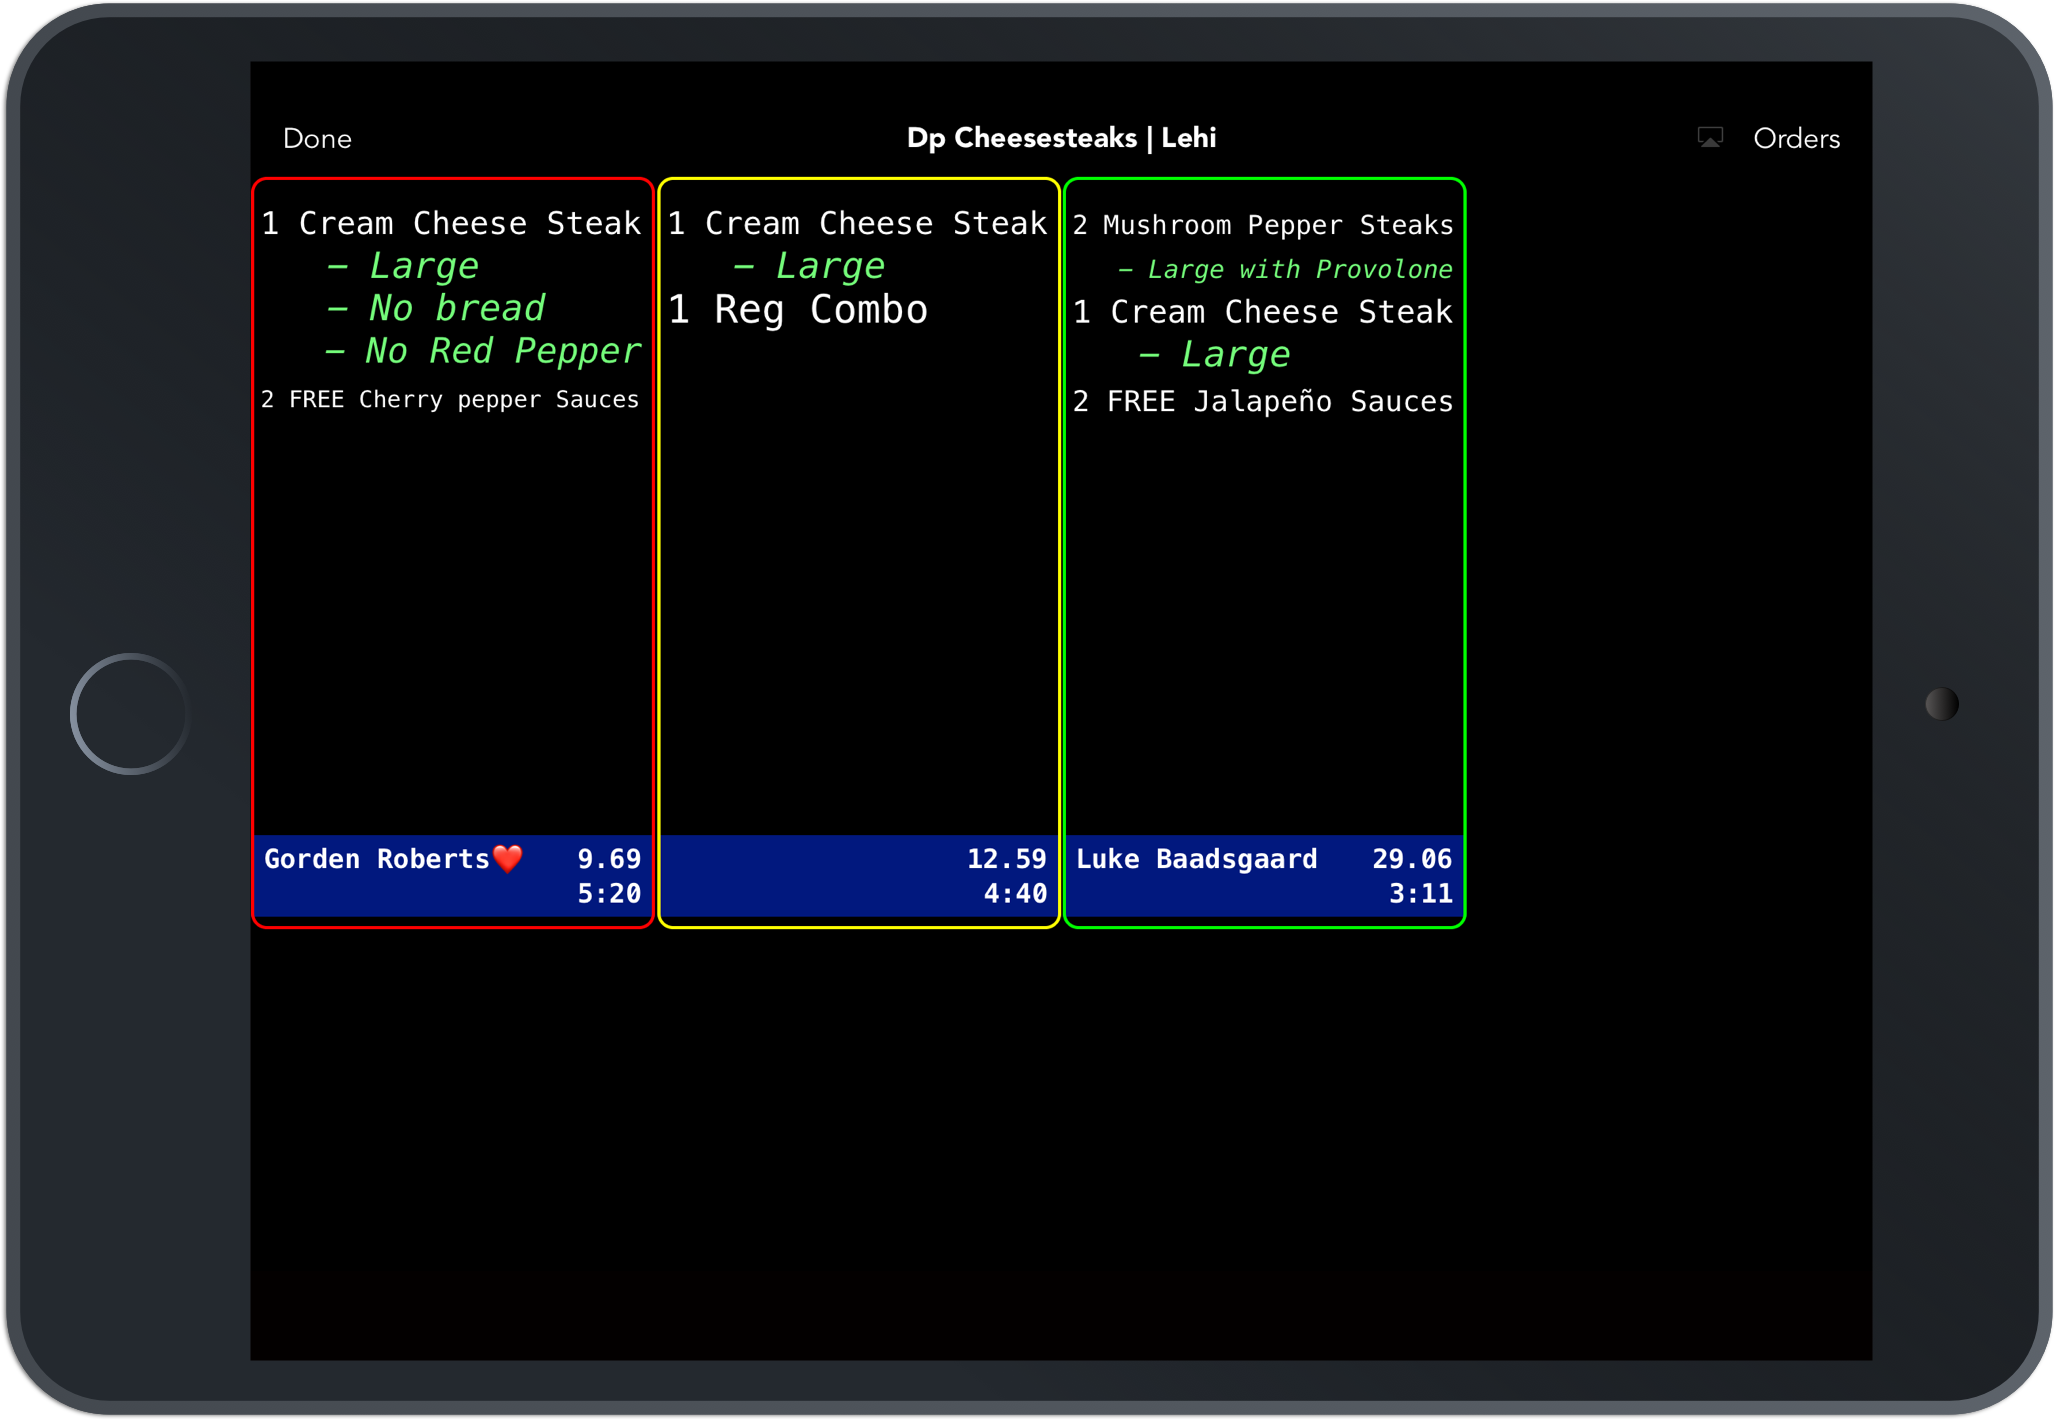 Done
Dp Cheesesteaks | Lehi
Orders
1 Cream Cheese Steak
– Large
– No bread
– No Red Pepper
2 FREE Cherry pepper Sauces
Gorden Roberts❤️ 9.69
5:20
1 Cream Cheese Steak
– Large
1 Reg Combo
12.59
4:40
2 Mushroom Pepper Steaks
– Large with Provolone
1 Cream Cheese Steak
– Large
2 FREE Jalapeño Sauces
Luke Baadsgaard 29.06
3:11